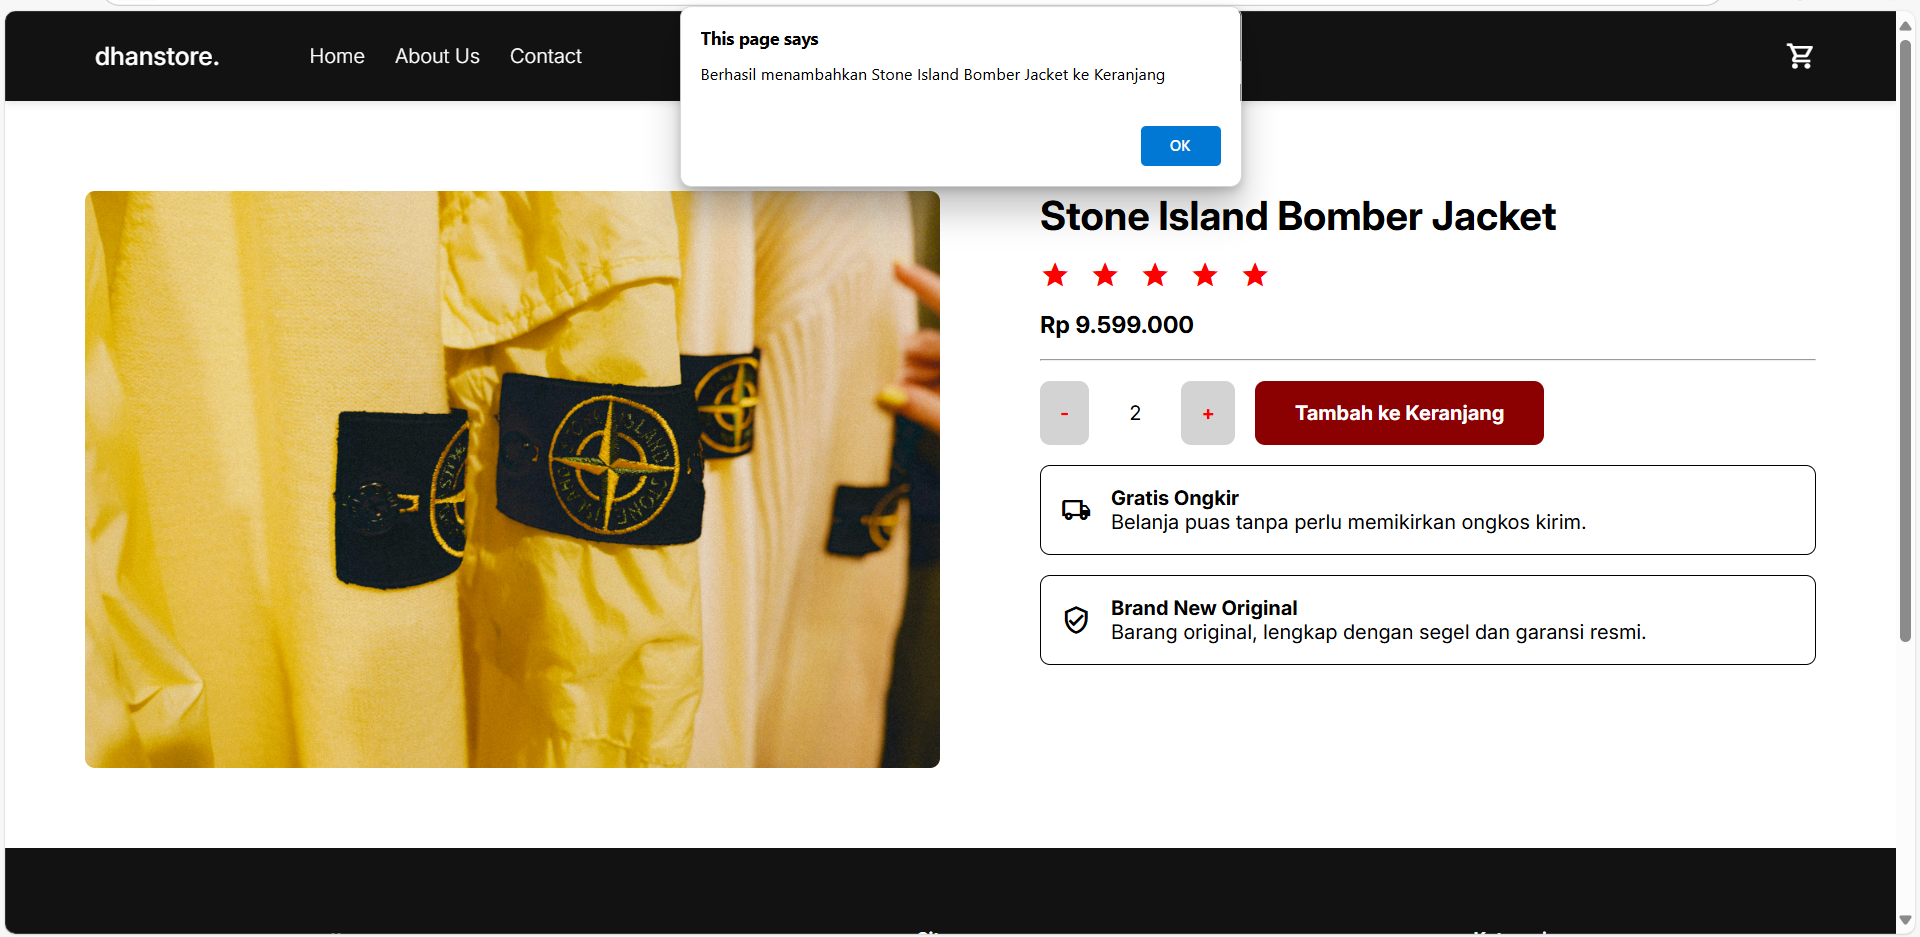 This page says
Berhasil menambahkan Stone Island Bomber Jacket ke Keranjang
OK
dhanstore.
Home
About Us
Contact
Stone Island Bomber Jacket
Rp 9.599.000
-
2
+
Tambah ke Keranjang
Gratis Ongkir
Belanja puas tanpa perlu memikirkan ongkos kirim.
Brand New Original
Barang original, lengkap dengan segel dan garansi resmi.
STONE ISLAND